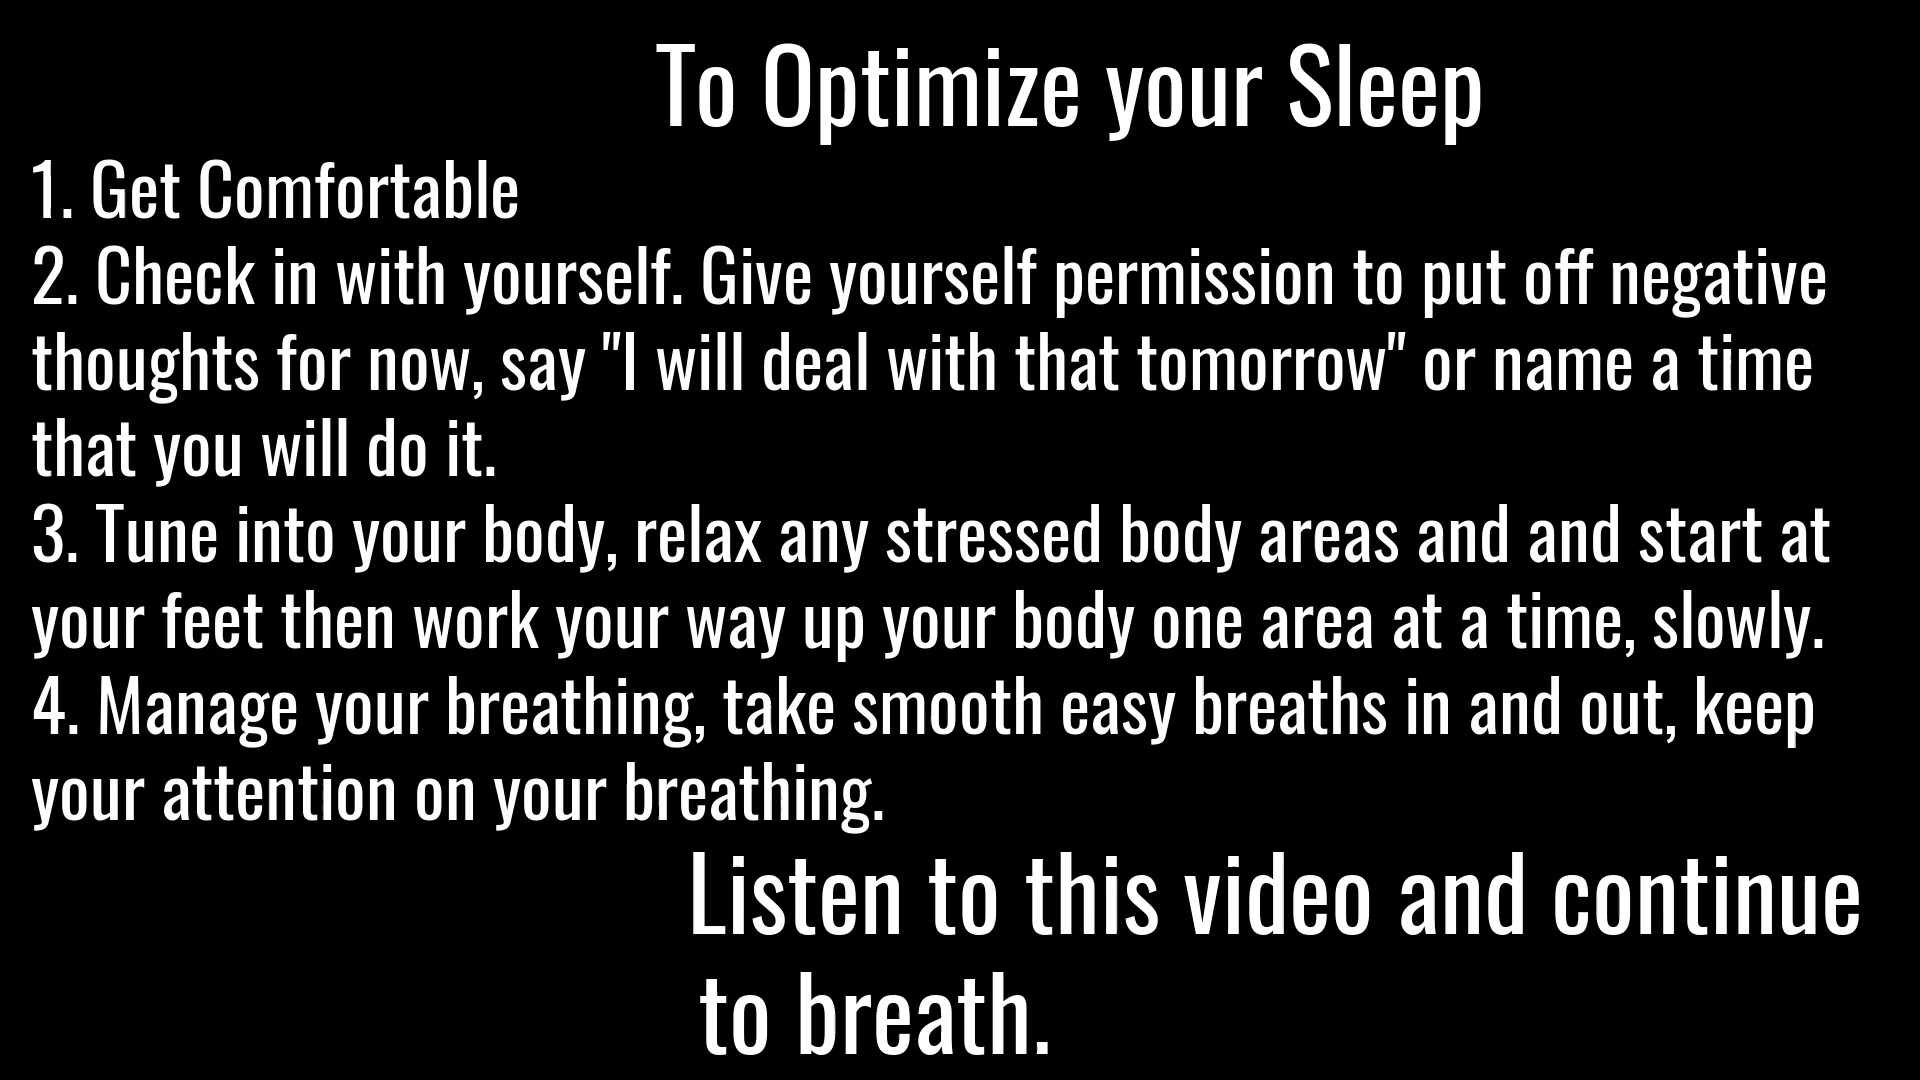 To Optimize your Sleep
1. Get Comfortable
2. Check in with yourself. Give yourself permission to put off negative
thoughts for now, say "I will deal with that tomorrow" or name a time
that you will do it.
3. Tune into your body, relax any stressed body areas and and start at
your feet then work your way up your body one area at a time, slowly.
4. Manage your breathing, take smooth easy breaths in and out, keep
your attention on your breathing.
Listen to this video and continue
to breath.